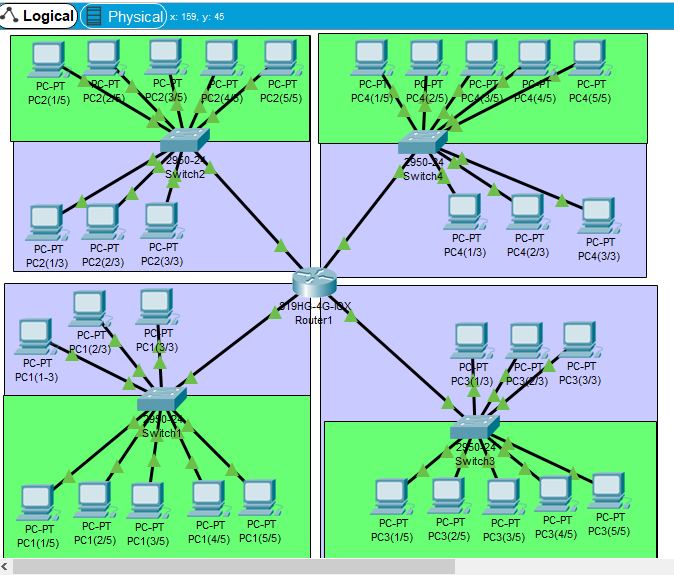 Logical
Physical
x: 159, y: 45
PC-PT
PC2(1/5)
PC-PT
PC2(2/5)
PC-PT
PC2(3/5)
PC-PT
PC2(4/5)
PC-PT
PC2(5/5)
PC-PT
PC4(1/5)
PC-PT
PC4(2/5)
PC-PT
PC4(3/5)
PC-PT
PC4(4/5)
PC-PT
PC4(5/5)
2950-24
Switch2
2950-24
Switch4
PC-PT
PC2(1/3)
PC-PT
PC2(2/3)
PC-PT
PC2(3/3)
PC-PT
PC4(1/3)
PC-PT
PC4(2/3)
PC-PT
PC4(3/3)
819HG-4G-IOX
Router1
PC-PT
PC1(1-3)
PC-PT
PC1(2/3)
PC-PT
PC1(3/3)
PC-PT
PC3(1/3)
PC-PT
PC3(2/3)
PC-PT
PC3(3/3)
2950-24
Switch1
2950-24
Switch3
PC-PT
PC1(1/5)
PC-PT
PC1(2/5)
PC-PT
PC1(3/5)
PC-PT
PC1(4/5)
PC-PT
PC1(5/5)
PC-PT
PC3(1/5)
PC-PT
PC3(2/5)
PC-PT
PC3(3/5)
PC-PT
PC3(4/5)
PC-PT
PC3(5/5)